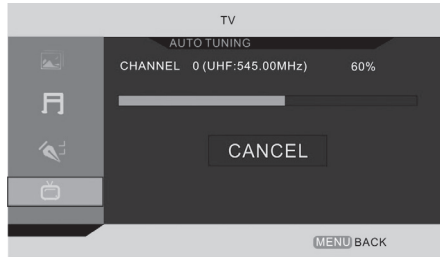 TV
AUTO TUNING
CHANNEL 0 (UHF:545.00MHz) 60%
CANCEL
MENU BACK